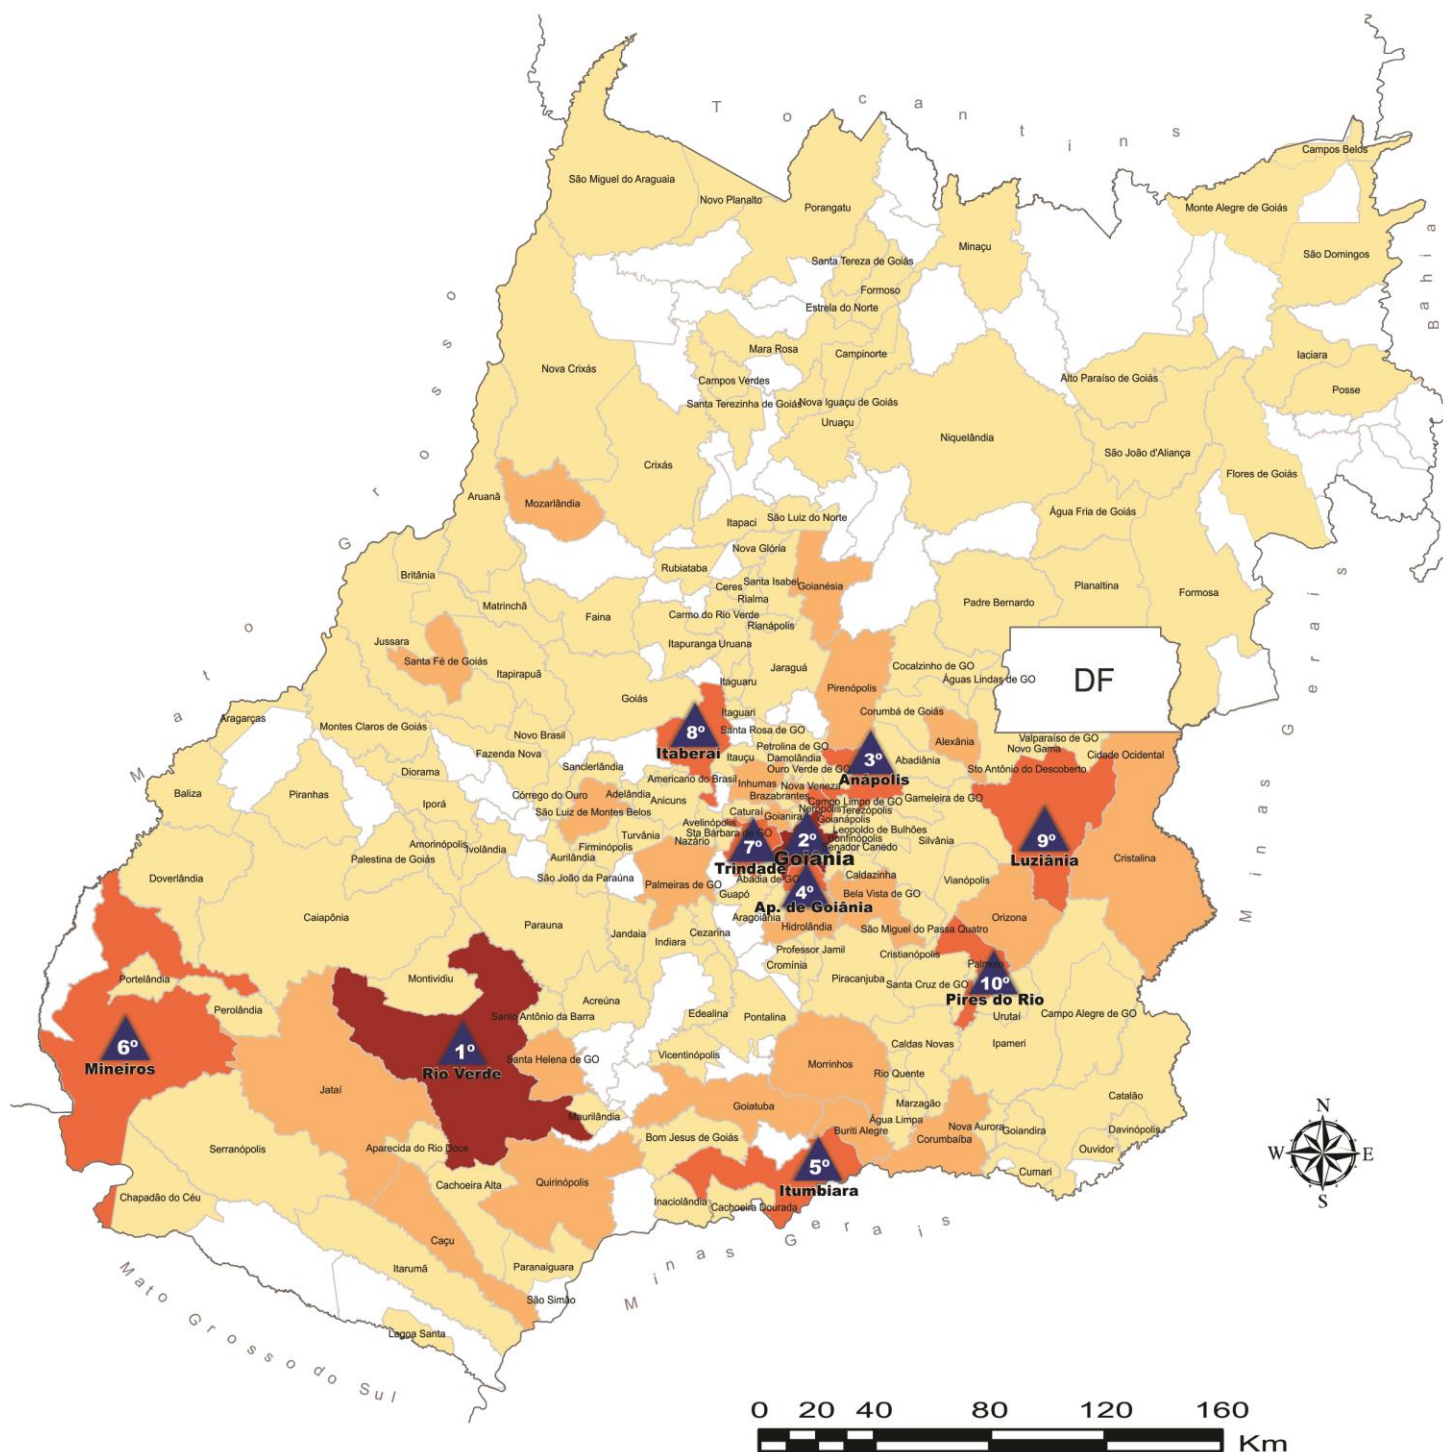 Tocantins
Bahia
Mato Grosso
Minas Gerais
Minas Gerais
Mato Grosso do Sul
Campos Belos
São Miguel do Araguaia
Novo Planalto
Porangatu
Monte Alegre de Goiás
Minaçu
São Domingos
Santa Tereza de Goiás
Formoso
Estrela do Norte
Mara Rosa
Campinorte
Iaciara
Nova Crixás
Campos Verdes
Alto Paraíso de Goiás
Posse
Santa Terezinha de Goiás
Nova Iguaçu de Goiás
Uruaçu
Niquelândia
Crixás
São João d'Aliança
Flores de Goiás
Aruanã
Mozarlândia
Itapaci
São Luiz do Norte
Água Fria de Goiás
Nova Glória
Britânia
Rubiataba
Ceres
Santa Isabel
Goianésia
Rialma
Planaltina
Formosa
Matrinchã
Faina
Carmo do Rio Verde
Padre Bernardo
Rianápolis
Jussara
Itapuranga
Uruana
Santa Fé de Goiás
Itapirapuã
Jaraguá
Cocalzinho de GO
Águas Lindas de GO
DF
Itaguaru
Pirenópolis
Goiás
Aragarças
Montes Claros de Goiás
Itaguari
Corumbá de Goiás
Novo Brasil
8º
Itaberaí
Santa Rosa de GO
Alexânia
Valparaíso de GO
Novo Gama
Cidade Ocidental
Fazenda Nova
Petrolina de GO
Damolândia
3º
Anápolis
Abadiânia
Itauçu
Sanclerlândia
Ouro Verde de GO
Sto Antônio do Descoberto
Diorama
Americano do Brasil
Inhumas
Nova Veneza
Baliza
Piranhas
Córrego do Ouro
Adelândia
Anicuns
Brazabrantes
Campo Limpo de GO
Gameleira de GO
Iporá
São Luiz de Montes Belos
Caturaí
Goianira
Nerópolis
Terezópolis
Goianápolis
Avelinópolis
Turvânia
Sta Bárbara de GO
Leopoldo de Bulhões
Bonfinópolis
Senador Canedo
Silvânia
Nazário
7º
Trindade
2º
Goiânia
9º
Luziânia
Amorinópolis
Ivolândia
Firminópolis
Aurilândia
Palestina de Goiás
Cristalina
Doverlândia
São João da Paraúna
Palmeiras de GO
Abadia de GO
Guapó
4º
Ap. de Goiânia
Caldazinha
Bela Vista de GO
Vianópolis
Caiapônia
Parauna
Aragoiânia
Hidrolândia
Orizona
Jandaia
Indiara
Cezarina
São Miguel do Passa Quatro
Professor Jamil
Cristianópolis
Cromínia
Palmelo
Portelândia
Montividiu
Piracanjuba
Santa Cruz de GO
10º
Pires do Rio
Perolândia
Acreúna
Edealina
Pontalina
Urutaí
Campo Alegre de GO
Santo Antônio da Barra
6º
Mineiros
1º
Rio Verde
Santa Helena de GO
Vicentinópolis
Caldas Novas
Ipameri
Jataí
Morrinhos
Rio Quente
Maurilândia
Goiatuba
Marzagão
Catalão
Água Limpa
Buriti Alegre
Nova Aurora
Goiandira
Davinópolis
Serranópolis
Aparecida do Rio Doce
Bom Jesus de Goiás
Corumbaíba
Ouvidor
5º
Itumbiara
Cumari
Cachoeira Alta
Quirinópolis
Chapadão do Céu
Inaciolândia
Cachoeira Dourada
Caçu
Itarumã
Paranaiguara
São Simão
Lagoa Santa
N
W E
S
0 20 40 80 120 160
Km